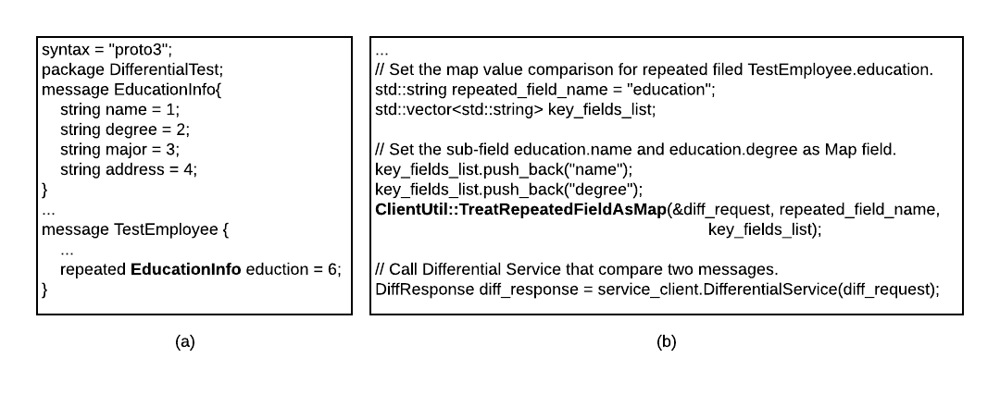 syntax = "proto3";
package DifferentialTest;
message EducationInfo{
string name = 1;
string degree = 2;
string major = 3;
string address = 4;
}
...
message TestEmployee {
...
repeated EducationInfo eduction = 6;
}
(a)
...
// Set the map value comparison for repeated filed TestEmployee.education.
std::string repeated_field_name = "education";
std::vector<std::string> key_fields_list;
// Set the sub-field education.name and education.degree as Map field.
key_fields_list.push_back("name");
key_fields_list.push_back("degree");
ClientUtil::TreatRepeatedFieldAsMap(&diff_request, repeated_field_name,
key_fields_list);
// Call Differential Service that compare two messages.
DiffResponse diff_response = service_client.DifferentialService(diff_request);
(b)